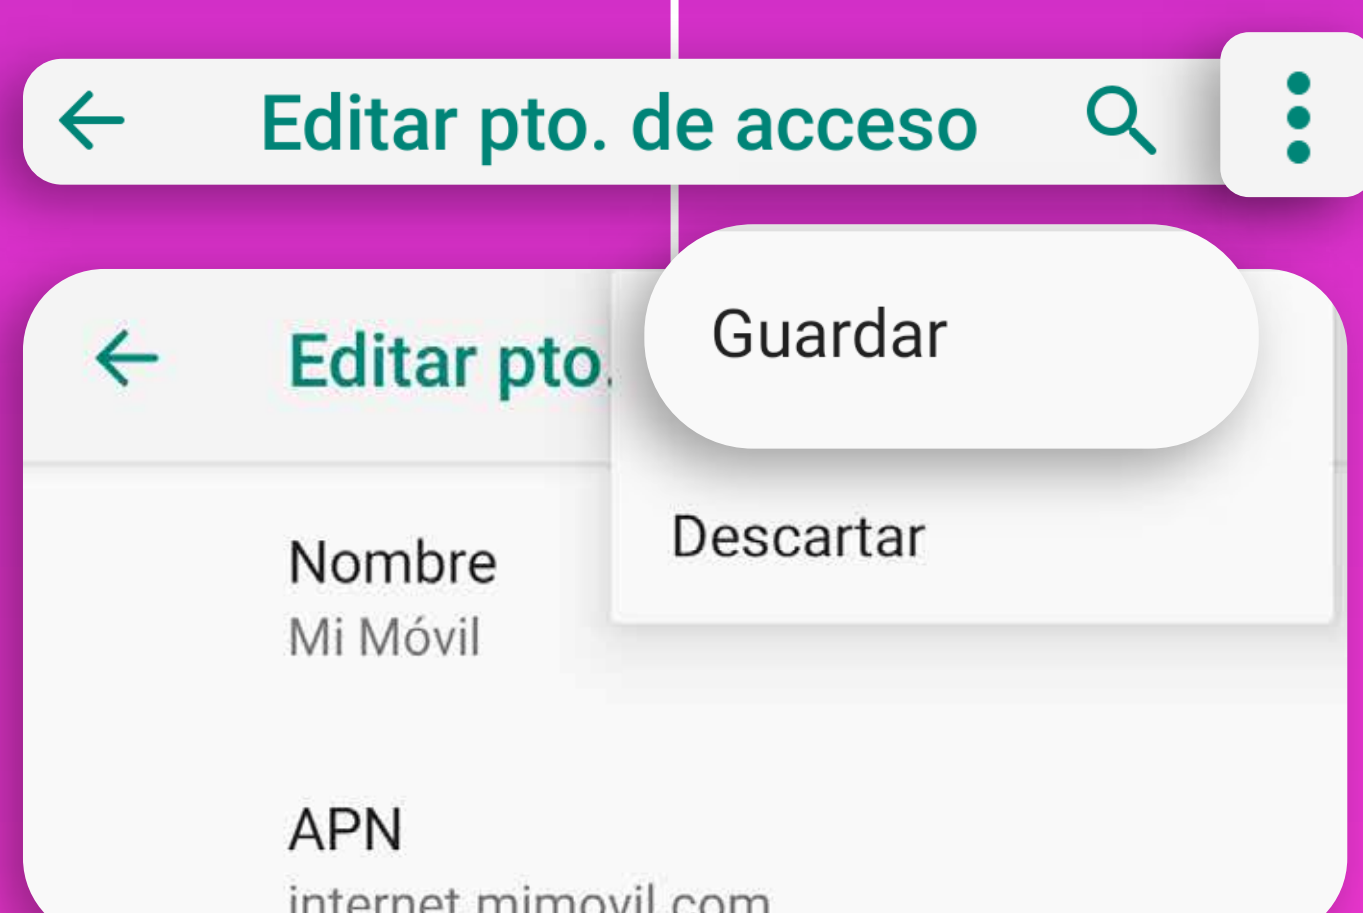 Editar pto. de acceso
Guardar
Editar pto.
Descartar
Nombre
Mi Móvil
APN
internet.mimovil.com